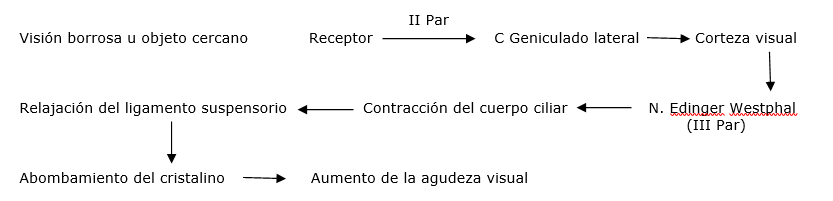 II Par
Visión borrosa u objeto cercano Receptor C Geniculado lateral Corteza visual
Relajación del ligamento suspensorio Contracción del cuerpo ciliar N. Edinger Westphal
(III Par)
Abombamiento del cristalino Aumento de la agudeza visual